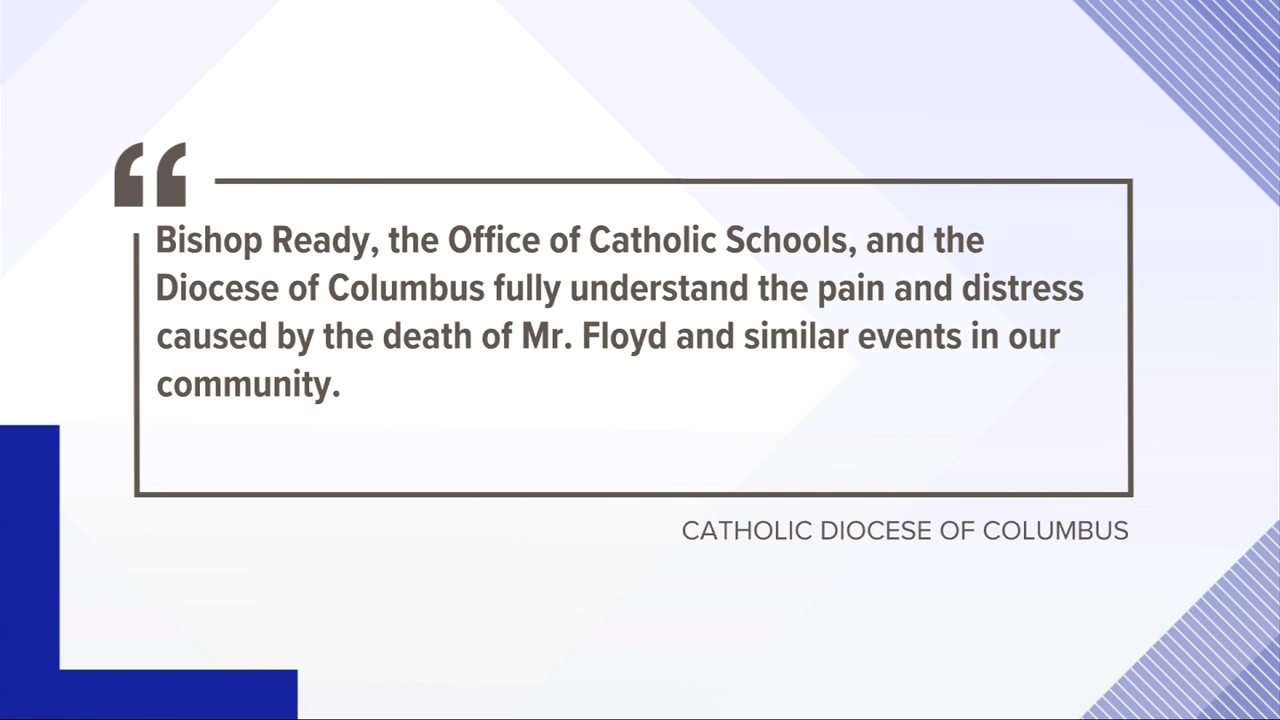 “
Bishop Ready, the Office of Catholic Schools, and the
Diocese of Columbus fully understand the pain and distress
caused by the death of Mr. Floyd and similar events in our
community.
CATHOLIC DIOCESE OF COLUMBUS